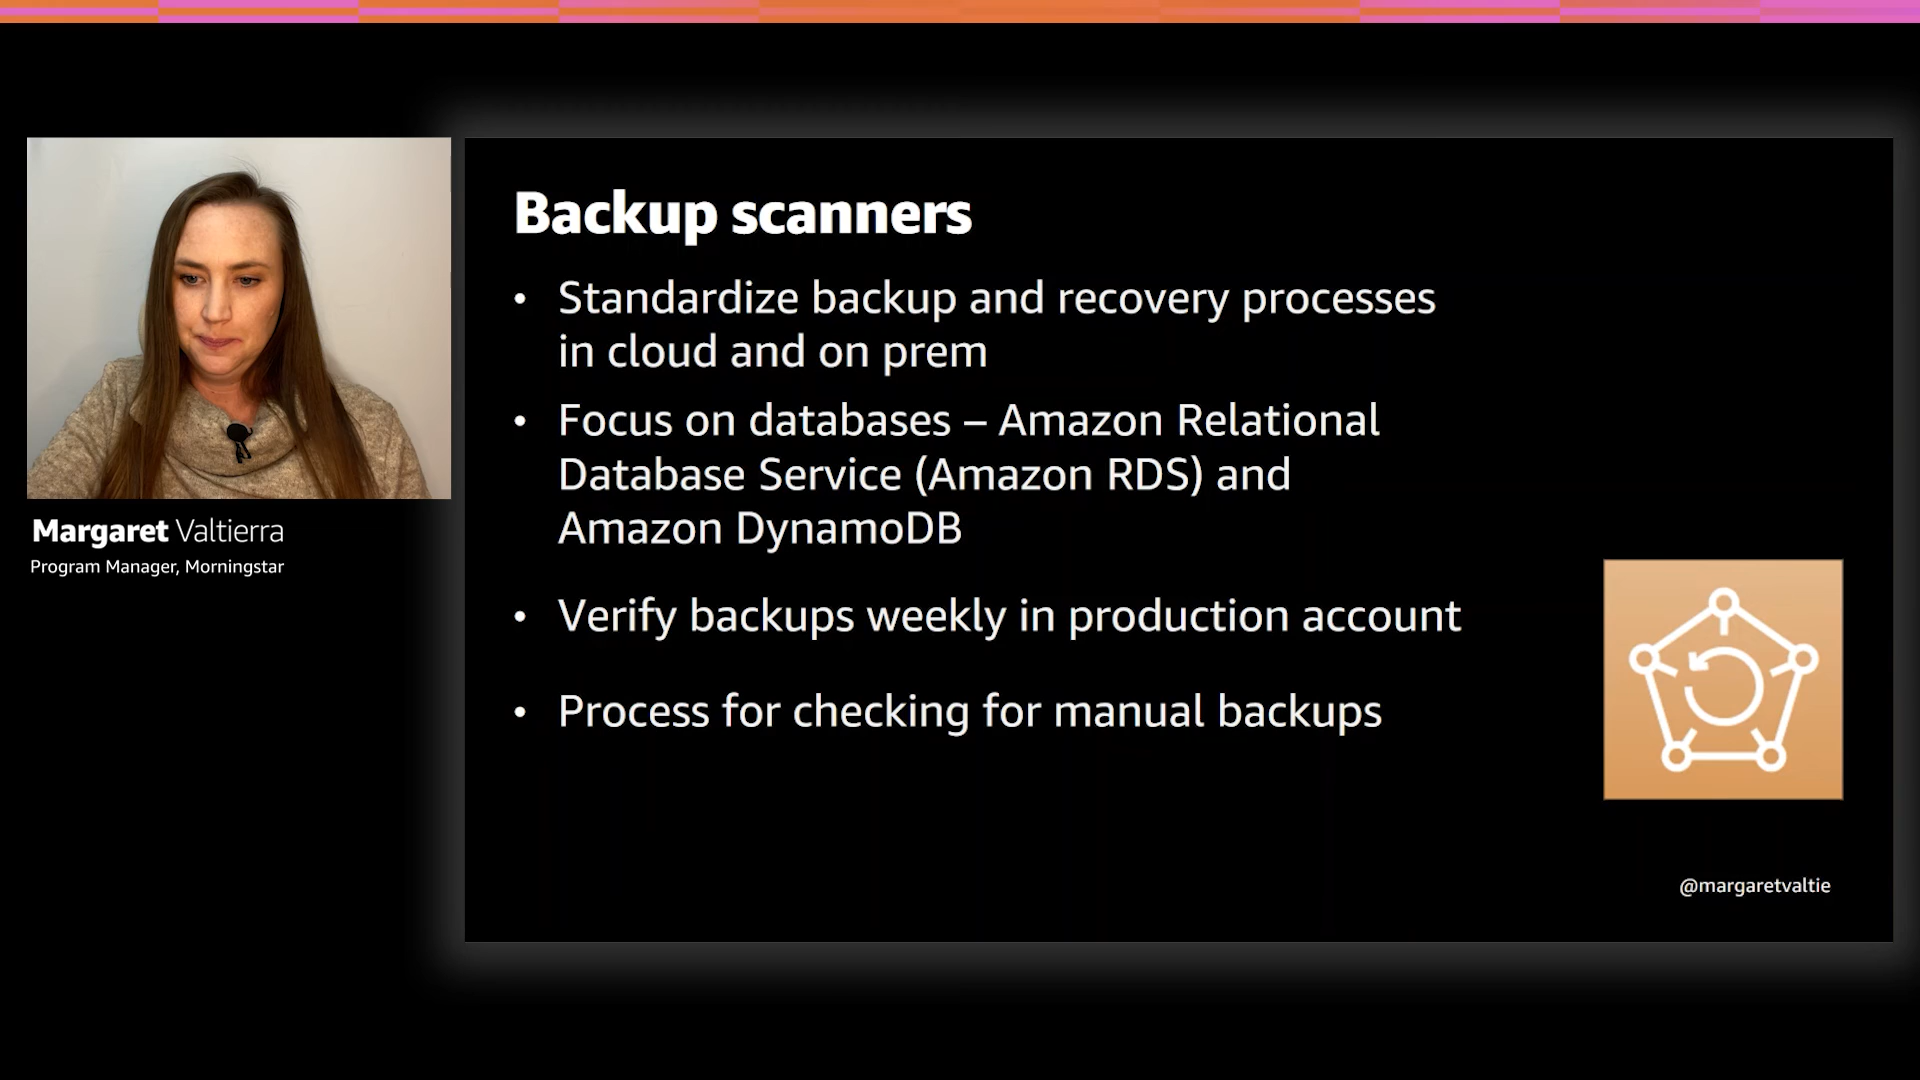 Backup scanners
• Standardize backup and recovery processes
in cloud and on prem
• Focus on databases – Amazon Relational
Database Service (Amazon RDS) and
Amazon DynamoDB
• Verify backups weekly in production account
• Process for checking for manual backups
@margaretvaltie
Margaret Valtierra
Program Manager, Morningstar